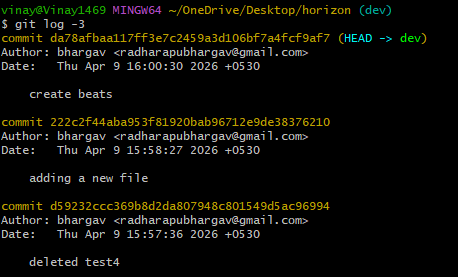 vinay@Vinay1469 MINGW64 ~/OneDrive/Desktop/horizon (dev)
$ git log -3
commit da78afbaa117ff3e7c2459a3d106bf7a4fcf9af7 (HEAD -> dev)
Author: bhargav <radharapubhargav@gmail.com>
Date:   Thu Apr 9 16:00:30 2026 +0530
    create beats
commit 222c2f44aba953f81920bab96712e9de38376210
Author: bhargav <radharapubhargav@gmail.com>
Date:   Thu Apr 9 15:58:27 2026 +0530
    adding a new file
commit d59232ccc369b8d2da807948c801549d5ac96994
Author: bhargav <radharapubhargav@gmail.com>
Date:   Thu Apr 9 15:57:36 2026 +0530
    deleted test4